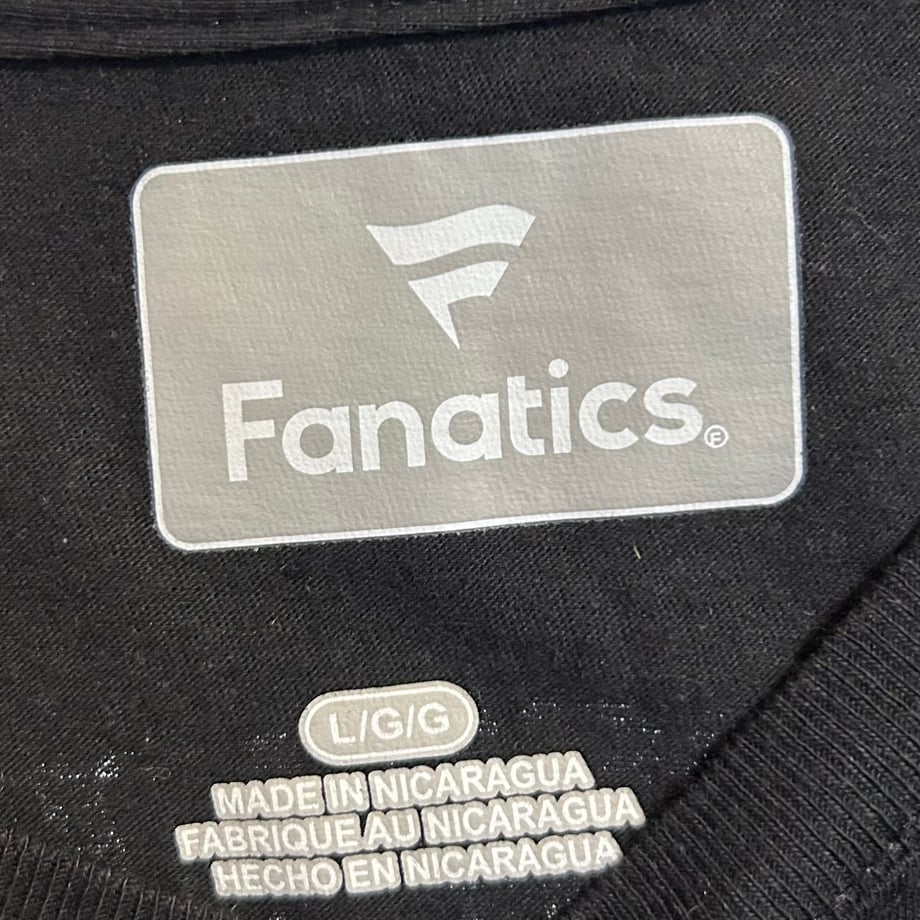 Fanatics
L/G/G
MADE IN NICARAGUA
FABRIQUE AU NICARAGUA
HECHO EN NICARAGUA